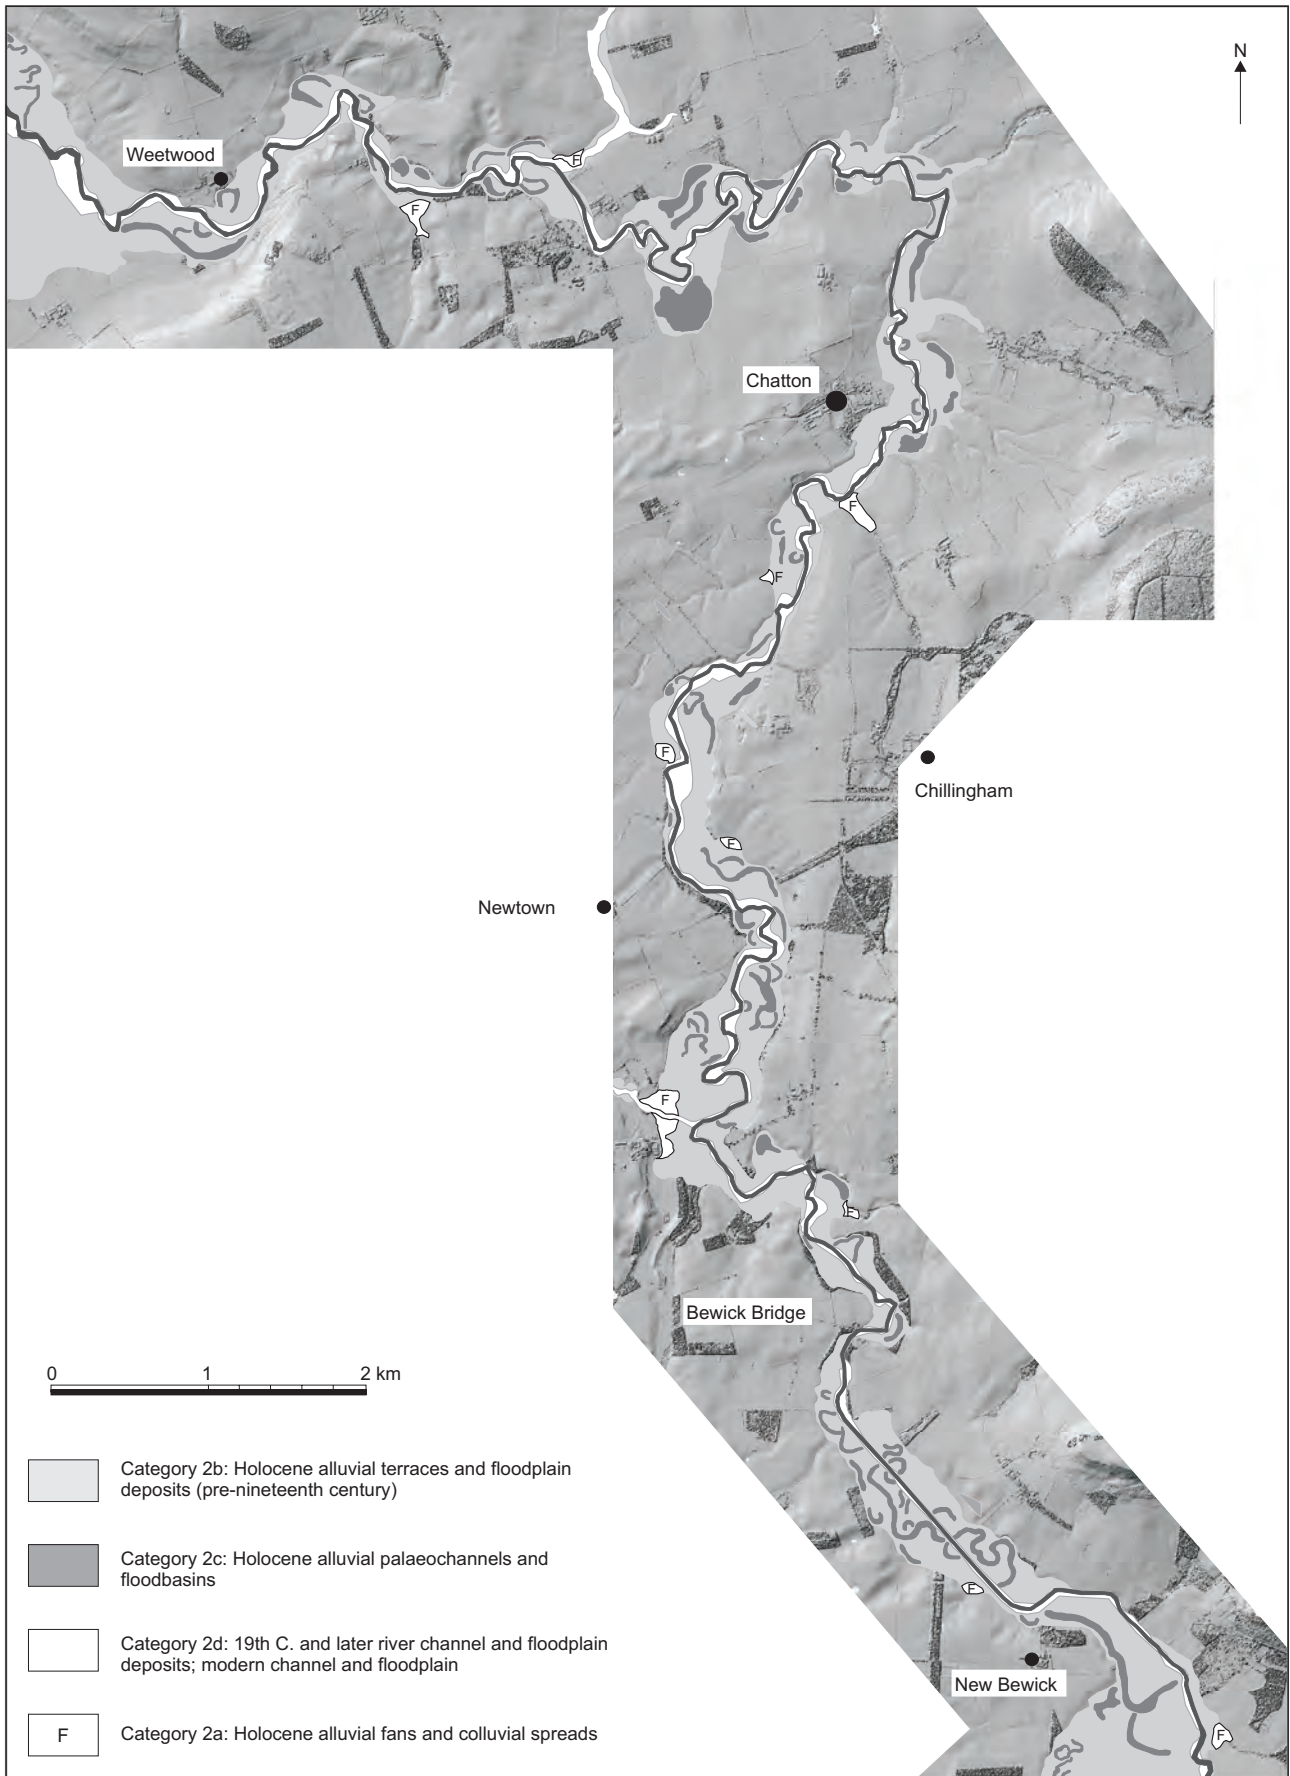 N
Weetwood
F
F
Chatton
F
F
F
Chillingham
F
Newtown
F
F
Bewick Bridge
0 1 2 km
Category 2b: Holocene alluvial terraces and floodplain
deposits (pre-nineteenth century)
Category 2c: Holocene alluvial palaeochannels and
floodbasins
F
Category 2d: 19th C. and later river channel and floodplain
deposits; modern channel and floodplain
New Bewick
F Category 2a: Holocene alluvial fans and colluvial spreads
F